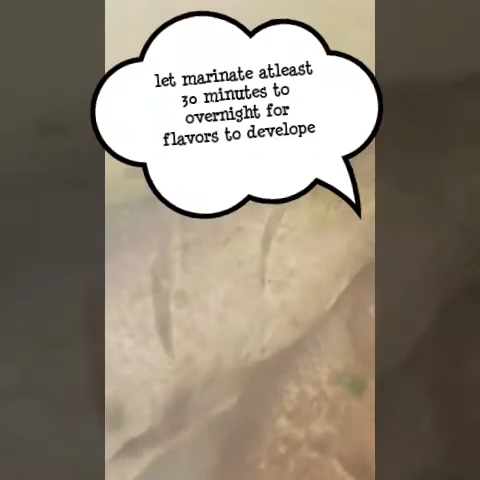 let marinate atleast
30 minutes to
overnight for
flavors to develope